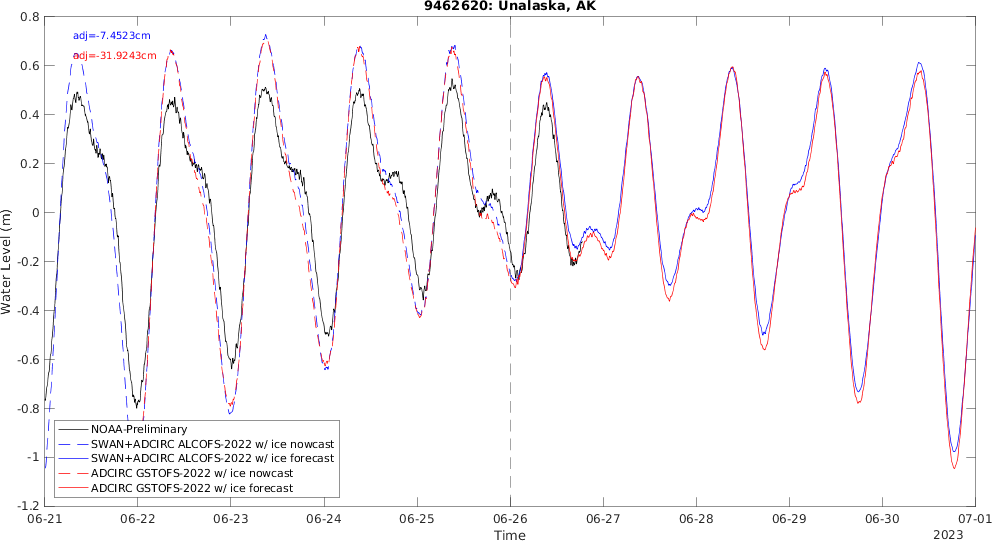 9462620: Unalaska, AK
adj=-7.4523cm
adj=-31.9243cm
0.8
0.6
0.4
0.2
0
-0.2
-0.4
-0.6
-0.8
-1
-1.2
Water Level (m)
NOAA-Preliminary
SWAN+ADCIRC ALCOFS-2022 w/ ice nowcast
SWAN+ADCIRC ALCOFS-2022 w/ ice forecast
ADCIRC GSTOFS-2022 w/ ice nowcast
ADCIRC GSTOFS-2022 w/ ice forecast
06-21 06-22 06-23 06-24 06-25 06-26 06-27 06-28 06-29 06-30 07-01
Time
2023